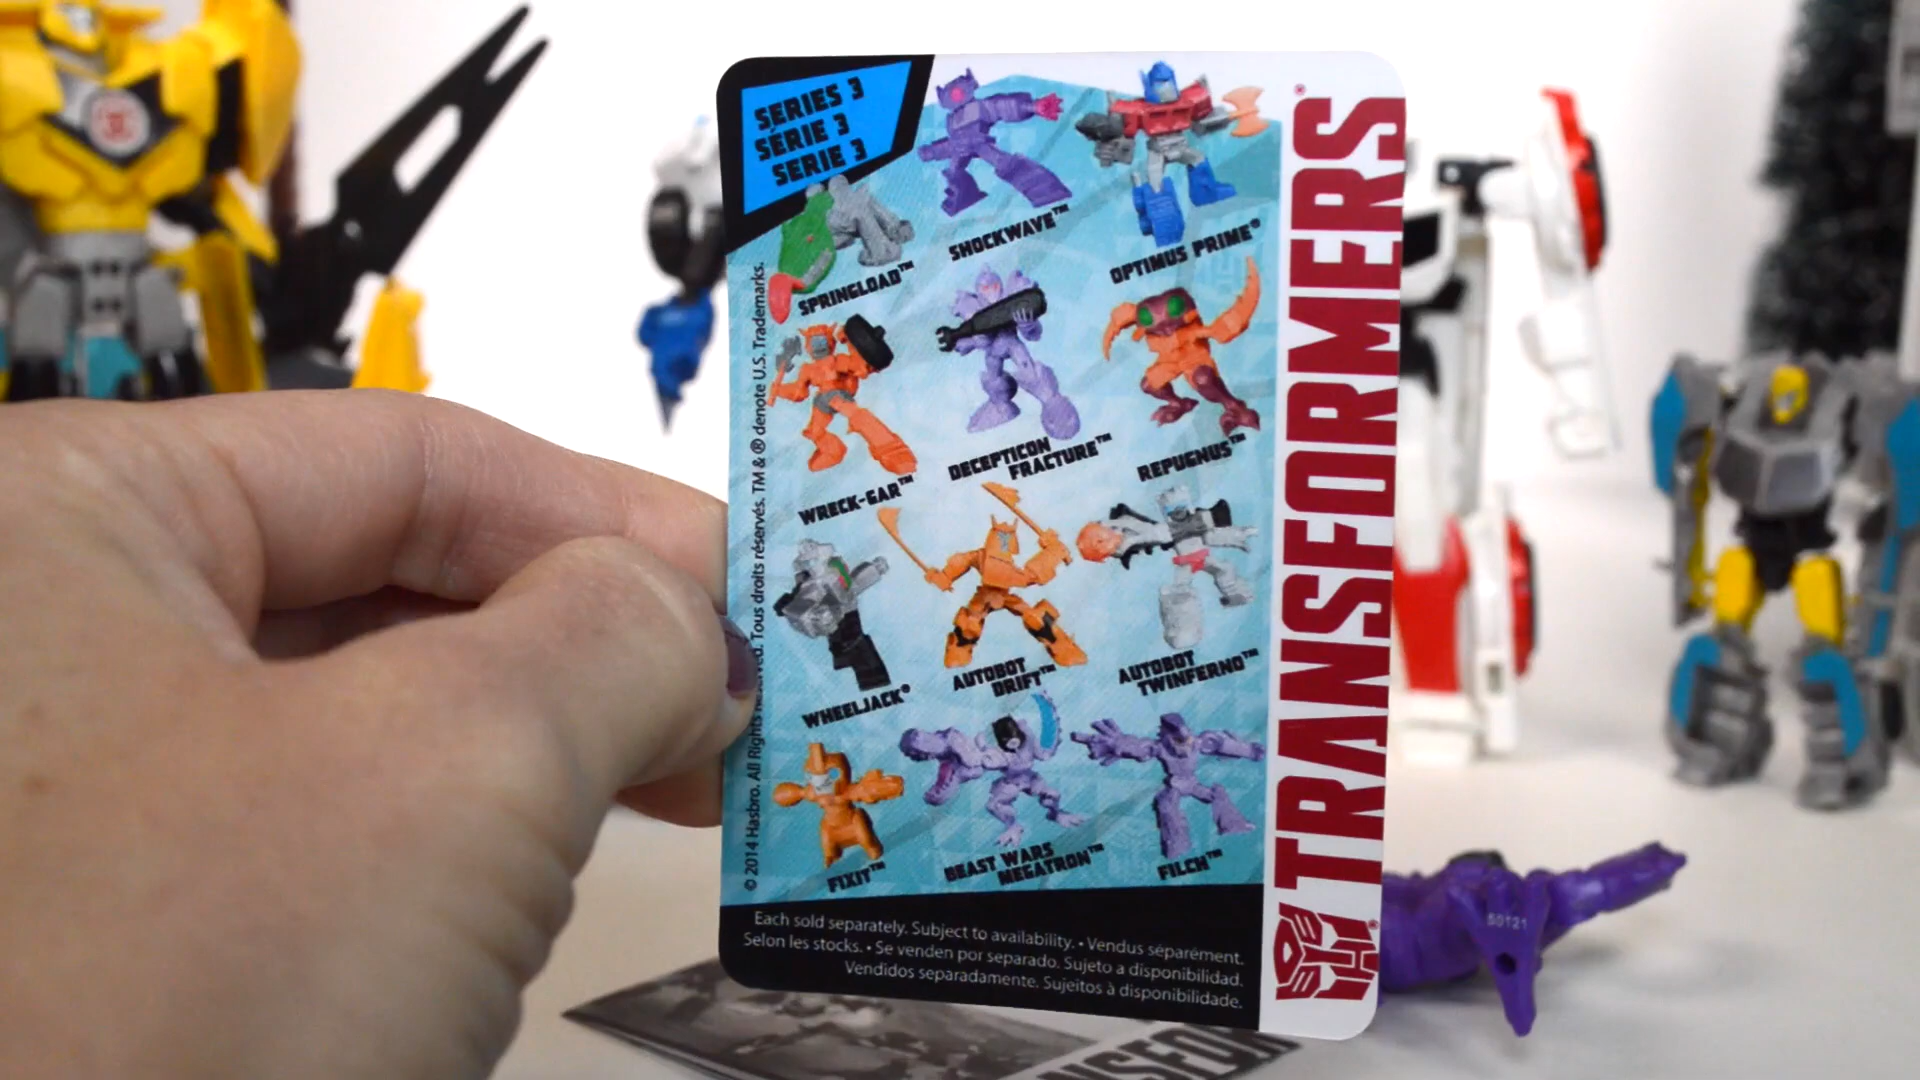 SERIES 3
SÉRIE 3
SERIE 3
SHOCKWAVE™
OPTIMUS PRIME®
SPRINGLOAD™
WRECK-GAR™
DECEPTICON
FRACTURE™
REPUGNUS™
WHEELJACK®
AUTOBOT
DRIFT™
AUTOBOT
TWINFERNO™
FIXIT™
BEAST WARS
MEGATRON™
FILCH™
© 2014 Hasbro. All Rights Reserved. Tous droits réservés. TM & ® denote U.S. Trademarks.
Each sold separately. Subject to availability. • Vendus séparément.
Selon les stocks. • Se venden por separado. Sujeto a disponibilidad.
Vendidos separadamente. Sujeitos à disponibilidade.
TRANSFORMERS®
®
50121
NSFOR